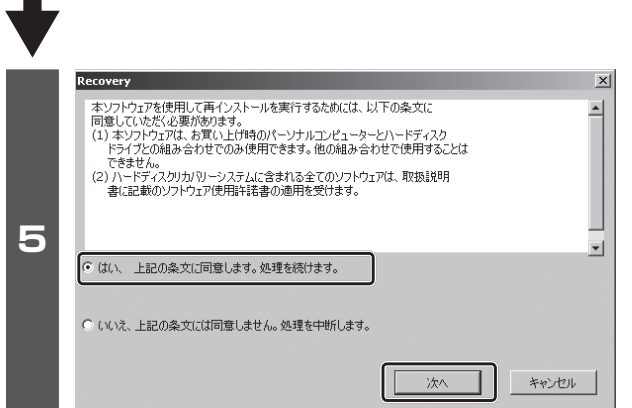 5
Recovery
本ソフトウェアを使用して再インストールを実行するためには、以下の条文に
同意していただく必要があります。
(1) 本ソフトウェアは、お買い上げ時のパーソナルコンピューターとハードディスク
ドライブとの組み合わせでのみ使用できます。他の組み合わせで使用することは
できません。
(2) ハードディスクリカバリーシステムに含まれる全てのソフトウェアは、取扱説明
書に記載のソフトウェア使用許諾書の適用を受けます。
はい、 上記の条文に同意します。処理を続けます。
いいえ、上記の条文には同意しません。処理を中断します。
次へ
キャンセル